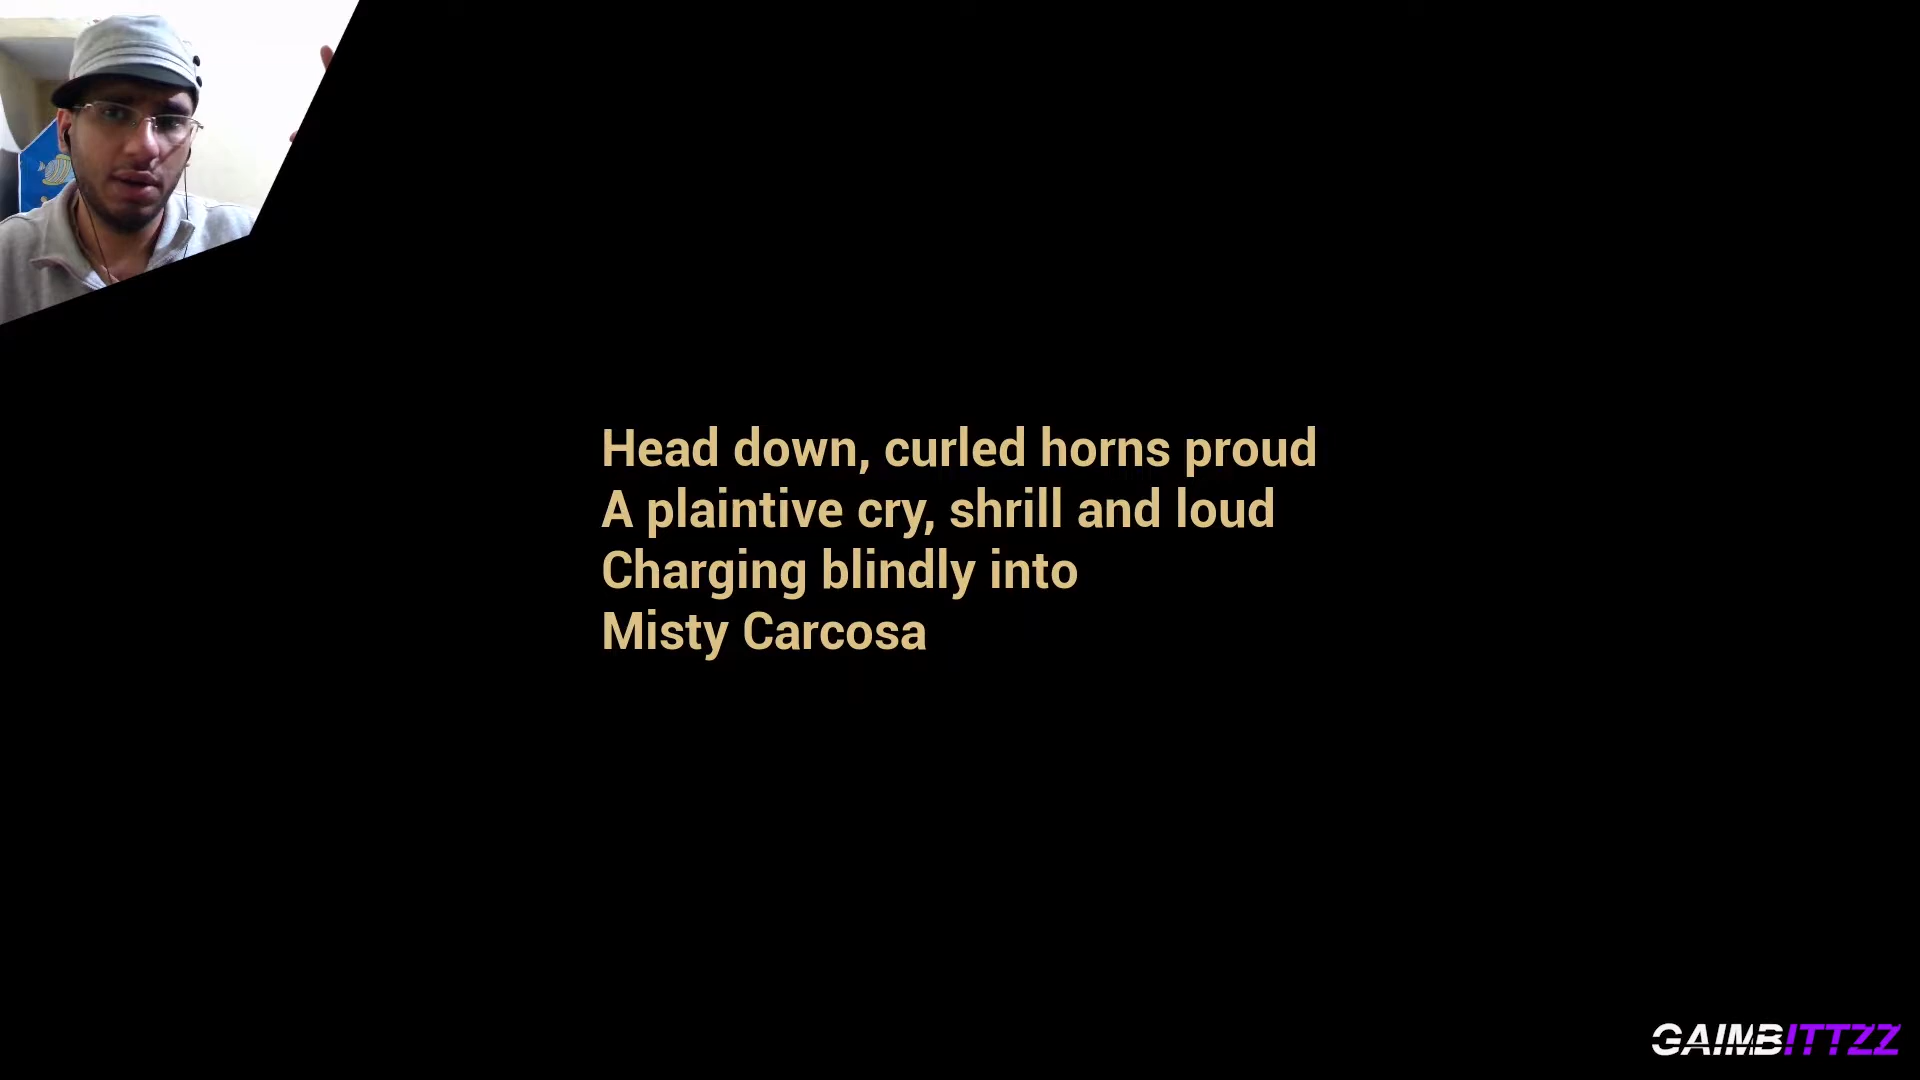 Head down, curled horns proud
A plaintive cry, shrill and loud
Charging blindly into
Misty Carcosa
GAIMBITTZZ